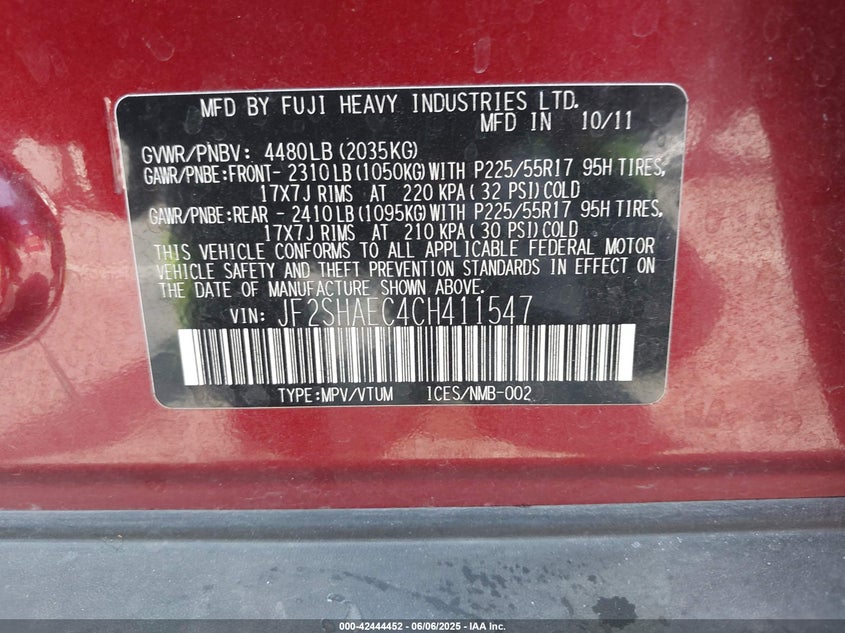 MFD BY FUJI HEAVY INDUSTRIES LTD.
MFD IN 10/11
GVWR/PNBV: 4480LB (2035KG)
GAWR/PNBE:FRONT- 2310LB (1050KG) WITH P225/55R17 95H TIRES,
17X7J RIMS AT 220 KPA ( 32 PSI) COLD
GAWR/PNBE:REAR - 2410LB (1095KG) WITH P225/55R17 95H TIRES,
17X7J RIMS AT 210 KPA ( 30 PSI) COLD
THIS VEHICLE CONFORMS TO ALL APPLICABLE FEDERAL MOTOR
VEHICLE SAFETY AND THEFT PREVENTION STANDARDS IN EFFECT ON
THE DATE OF MANUFACTURE SHOWN ABOVE.
VIN: JF2SHAEC4CH411547
TYPE:MPV/VTUM ICES/NMB-002
000-42444452 - 06/06/2025 - IAA Inc.